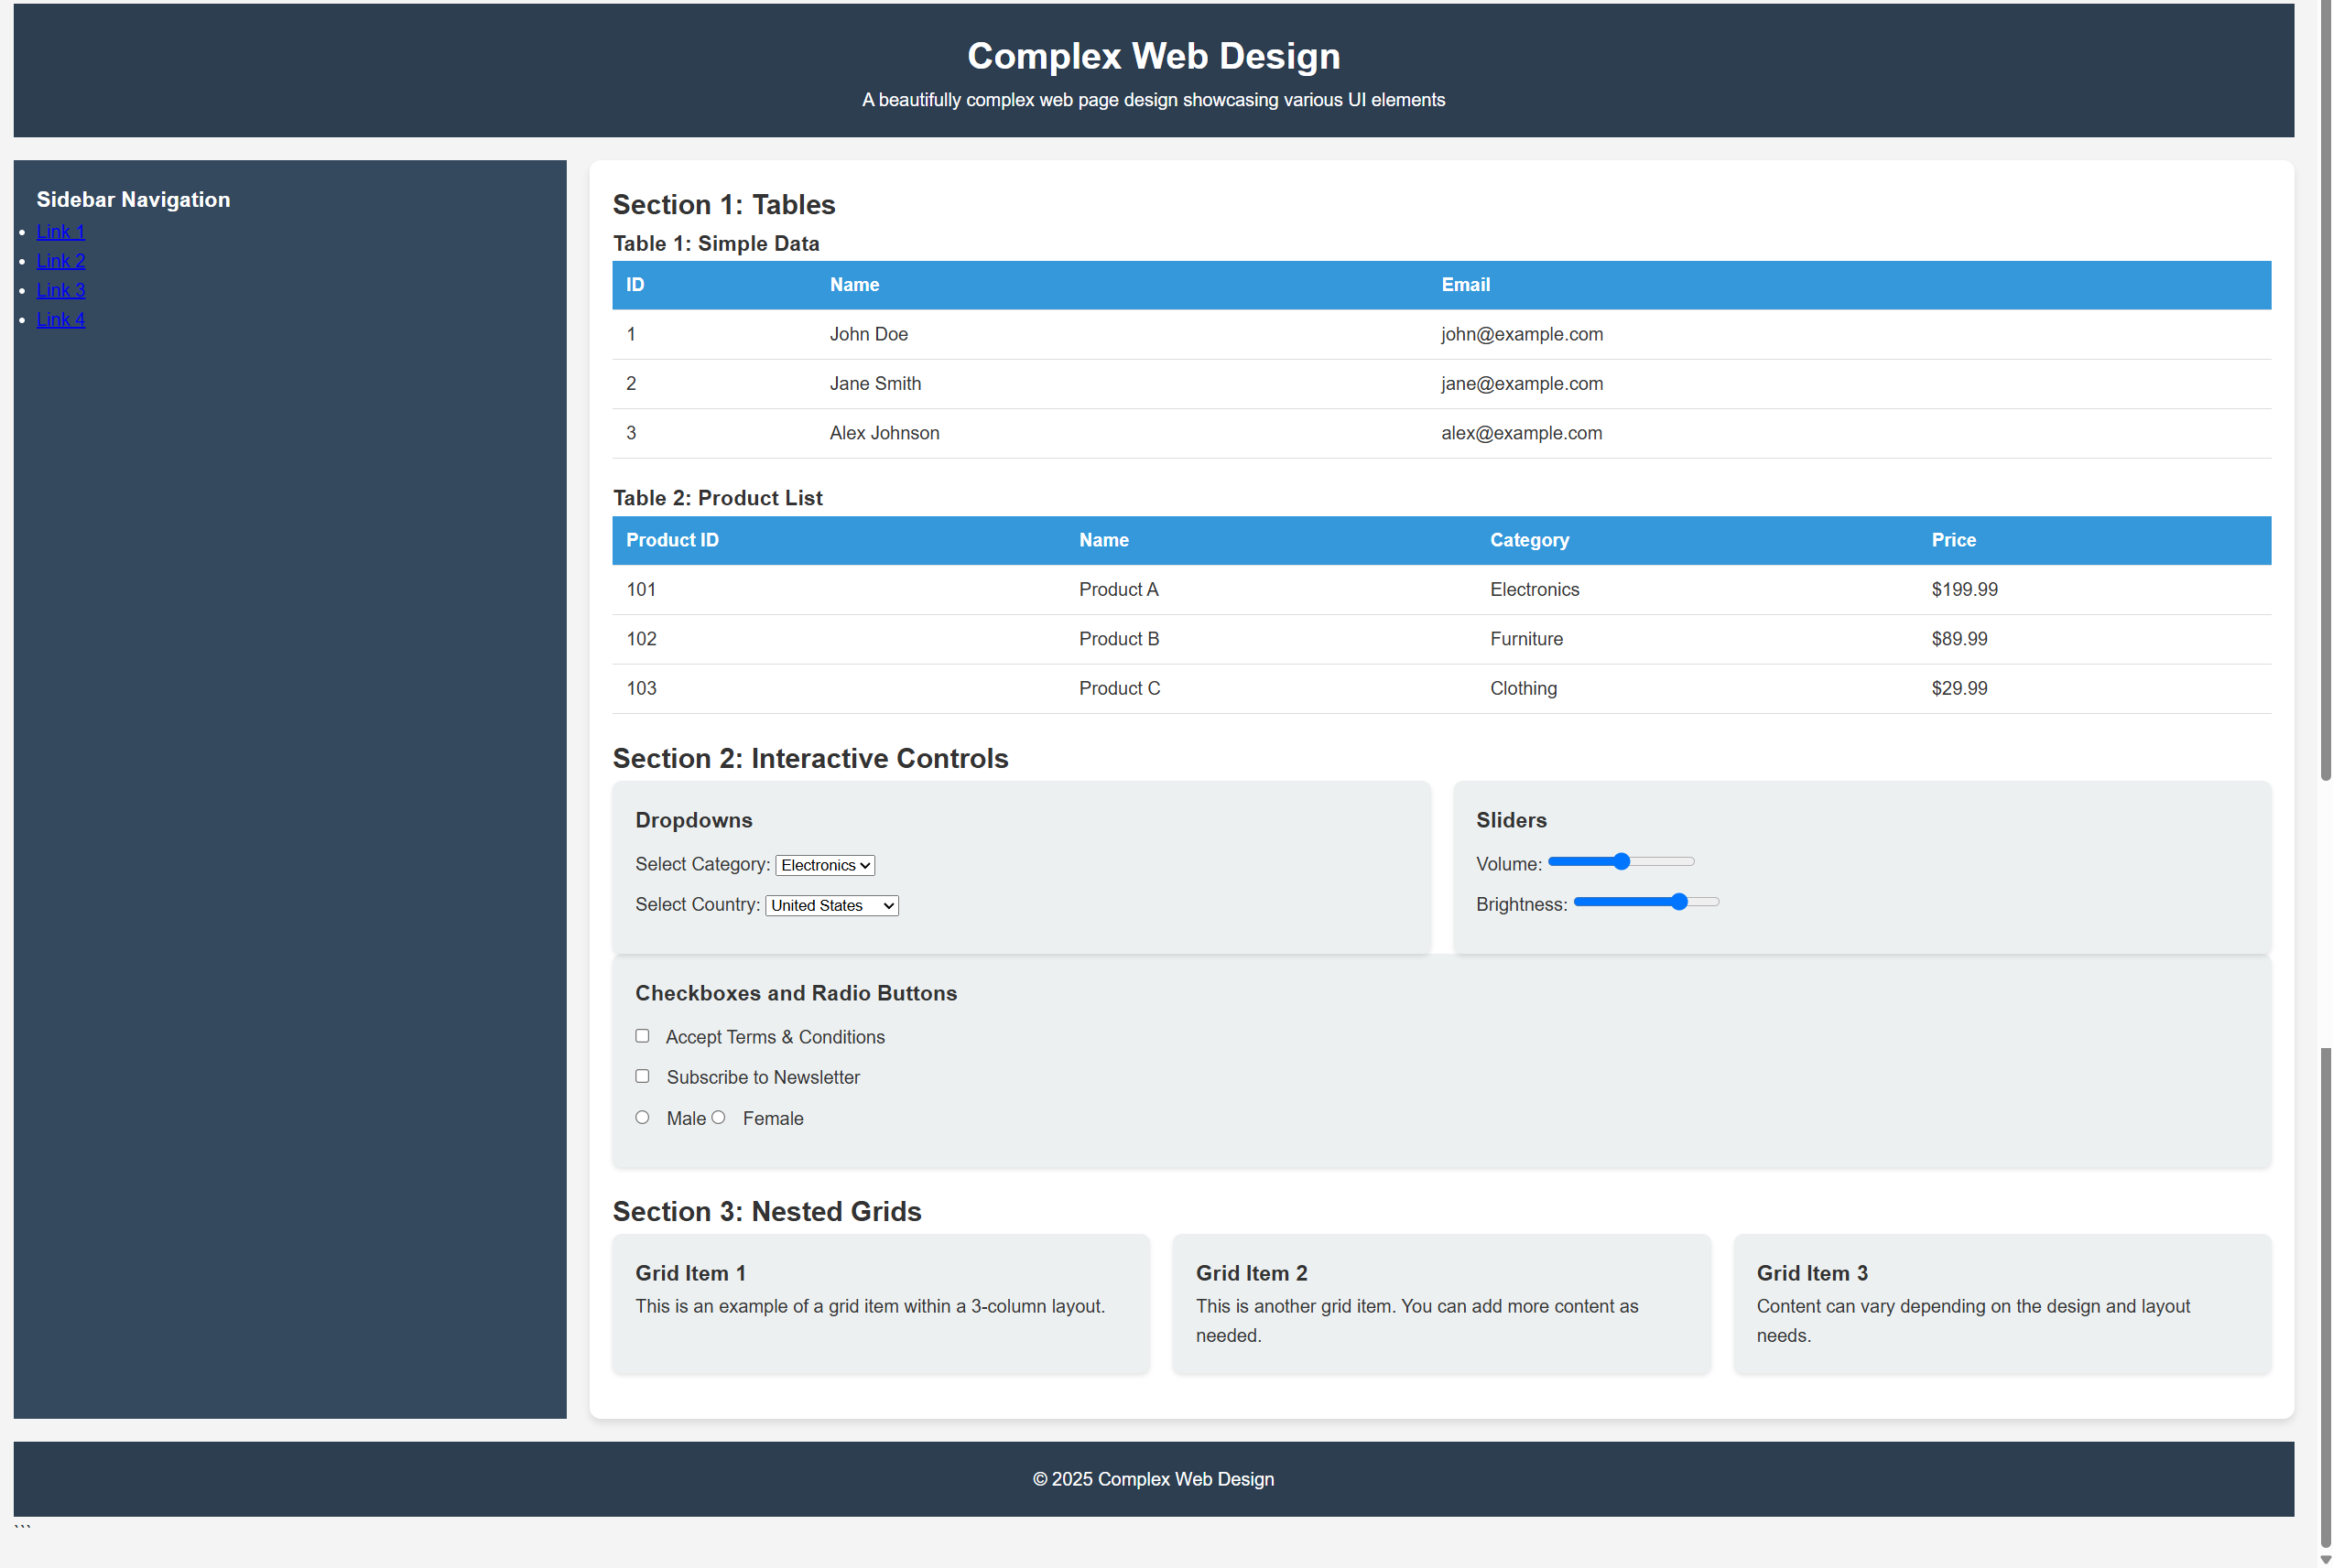 Complex Web Design
A beautifully complex web page design showcasing various UI elements
Sidebar Navigation
Link 1
Link 2
Link 3
Link 4
Section 1: Tables
Table 1: Simple Data
ID Name Email
1 John Doe john@example.com
2 Jane Smith jane@example.com
3 Alex Johnson alex@example.com
Table 2: Product List
Product ID Name Category Price
101 Product A Electronics $199.99
102 Product B Furniture $89.99
103 Product C Clothing $29.99
Section 2: Interactive Controls
Dropdowns
Select Category: Electronics
Select Country: United States
Sliders
Volume:
Brightness:
Checkboxes and Radio Buttons
Accept Terms & Conditions
Subscribe to Newsletter
Male Female
Section 3: Nested Grids
Grid Item 1
This is an example of a grid item within a 3-column layout.
Grid Item 2
This is another grid item. You can add more content as
needed.
Grid Item 3
Content can vary depending on the design and layout
needs.
© 2025 Complex Web Design
```